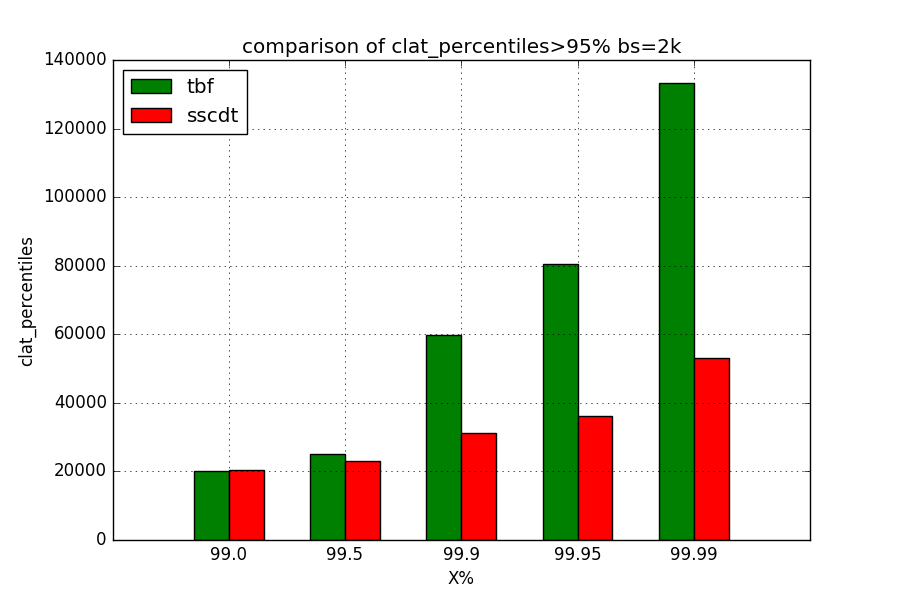 comparison of clat_percentiles>95% bs=2k
140000
120000
100000
80000
60000
40000
20000
0
clat_percentiles
tbf
sscdt
99.0 99.5 99.9 99.95 99.99
X%